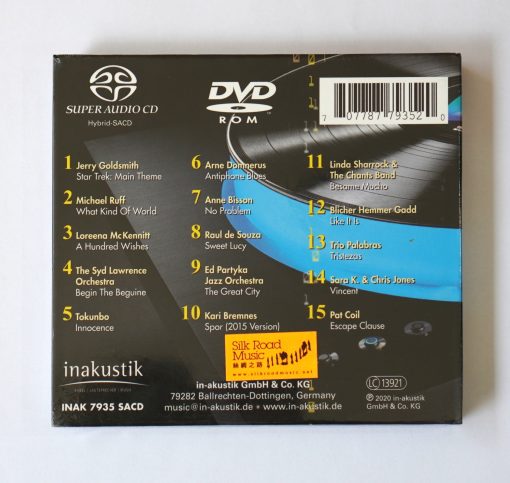 SUPER AUDIO CD
Hybrid-SACD
DVD
ROM
7 07787 79352 0
1 Jerry Goldsmith
Star Trek: Main Theme
2 Michael Ruff
What Kind Of World
3 Loreena McKennitt
A Hundred Wishes
4 The Syd Lawrence
Orchestra
Begin The Beguine
5 Tokunbo
Innocence
6 Arne Domnerus
Antiphone Blues
7 Anne Bisson
No Problem
8 Raul de Souza
Sweet Lucy
9 Ed Partyka
Jazz Orchestra
The Great City
10 Kari Bremnes
Spor (2015 Version)
11 Linda Sharrock &
The Chants Band
Besame Mucho
12 Blicher Hemmer Gadd
Like It Is
13 Trio Palabras
Tristezas
14 Sara K. & Chris Jones
Vincent
15 Pat Coil
Escape Clause
Silk Road
Music
絲網之路
www.silkroadmusic.net
inakustik
INAK 7935 SACD
in-akustik GmbH & Co. KG
79282 Ballrechten-Dottingen, Germany
music@in-akustik.de • www.in-akustik.com
LC 13921
℗ 2020 in-akustik
GmbH & Co. KG